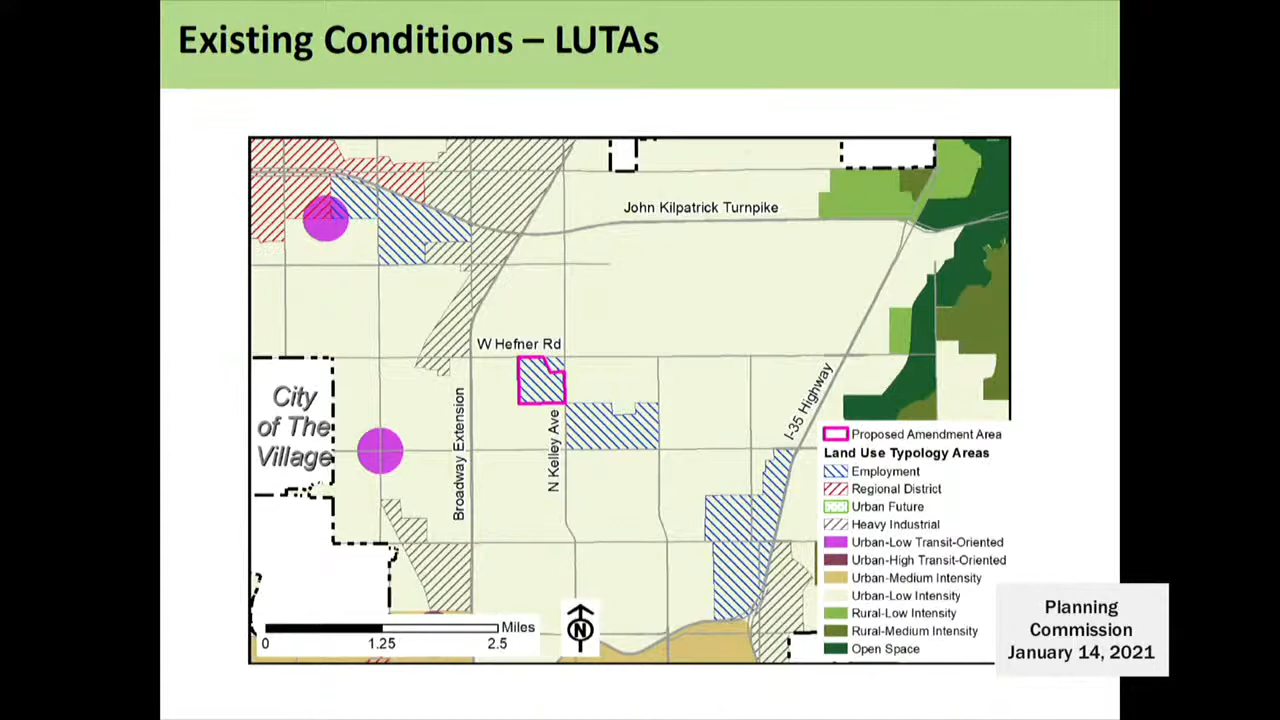 Existing Conditions – LUTAs
John Kilpatrick Turnpike
W Hefner Rd
City
of The
Village
Broadway Extension
N Kelley Ave
I-35 Highway
Proposed Amendment Area
Land Use Typology Areas
Employment
Regional District
Urban Future
Heavy Industrial
Urban-Low Transit-Oriented
Urban-High Transit-Oriented
Urban-Medium Intensity
Urban-Low Intensity
Rural-Low Intensity
Rural-Medium Intensity
Open Space
Miles
0 1.25 2.5
N
Planning
Commission
January 14, 2021